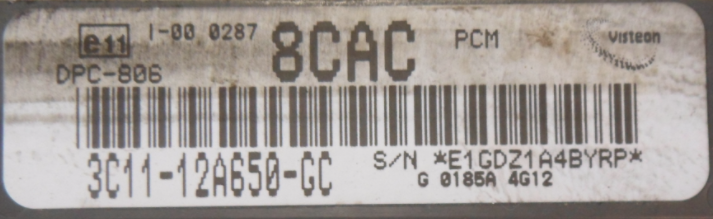 e11 I-00 0287 8CAC PCM Visteon
DPC-806
3C11-12A650-GC S/N *E1GDZ1A4BYRP*
G 0185A 4G12